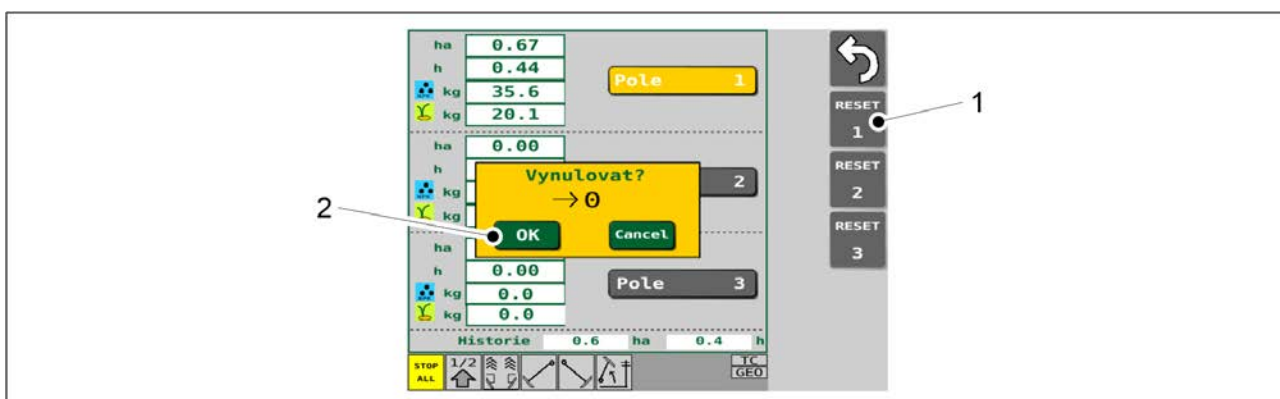 ha 0.67
h 0.44
kg 35.6
kg 20.1
Pole 1
ha 0.00
h
kg
kg
2
Vynulovat?
→0
OK Cancel
ha
h 0.00
kg 0.0
kg 0.0
Pole 3
Historie 0.6 ha 0.4 h
STOP
ALL
1/2
TC
GEO
RESET
1
RESET
2
RESET
3
1
2